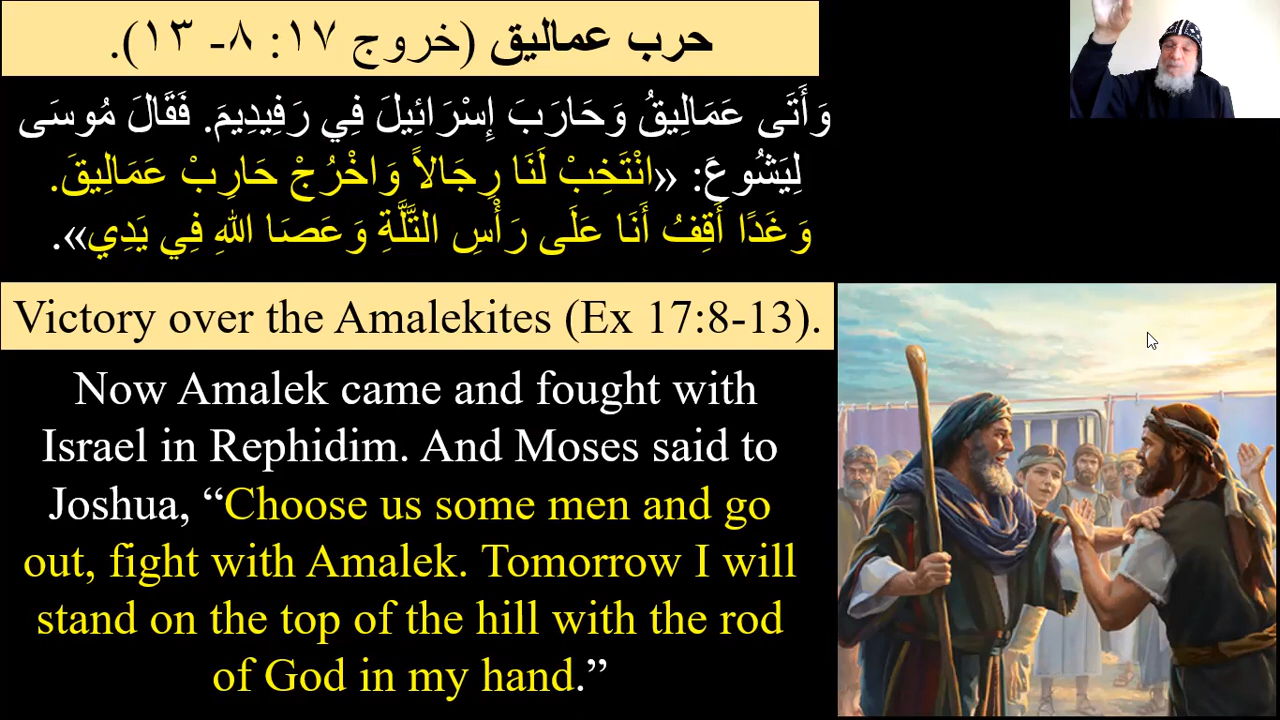 حرب عماليق (خروج ١٧: ٨- ١٣).
وَأَتَى عَمَالِيقُ وَحَارَبَ إِسْرَائِيلَ فِي رَفِيدِيمَ. فَقَالَ مُوسَى
لِيَشُوعَ: «انْتَخِبْ لَنَا رِجَالاً وَاخْرُجْ حَارِبْ عَمَالِيقَ.
وَغَدًا أَقِفُ أَنَا عَلَى رَأْسِ التَّلَّةِ وَعَصَا اللهِ فِي يَدِي».
Victory over the Amalekites (Ex 17:8-13).
Now Amalek came and fought with
Israel in Rephidim. And Moses said to
Joshua, “Choose us some men and go
out, fight with Amalek. Tomorrow I will
stand on the top of the hill with the rod
of God in my hand.”